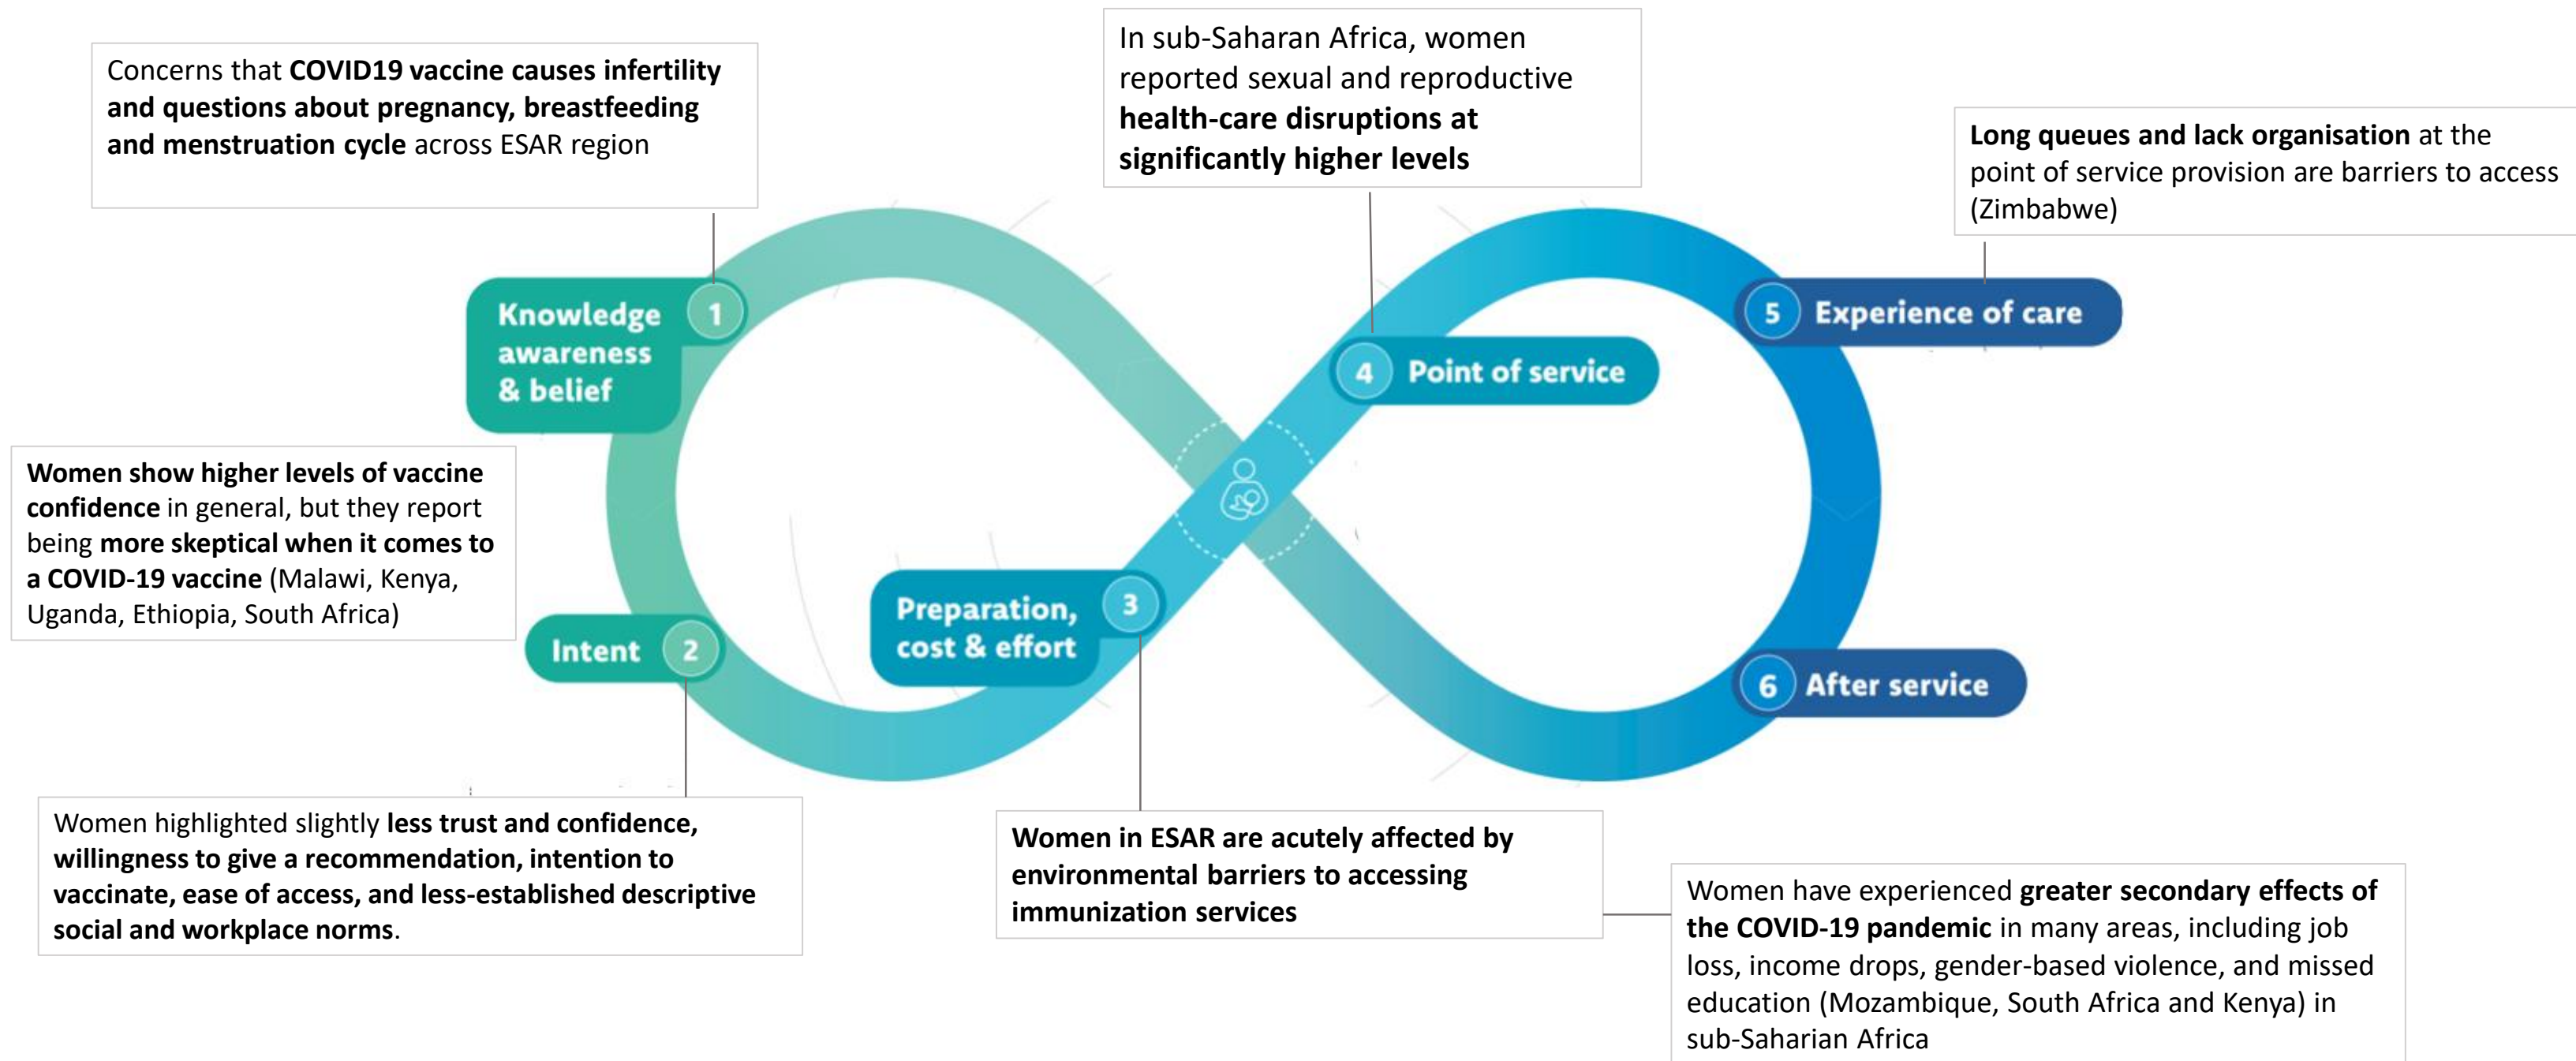 Concerns that COVID19 vaccine causes infertility
and questions about pregnancy, breastfeeding
and menstruation cycle across ESAR region
In sub-Saharan Africa, women
reported sexual and reproductive
health-care disruptions at
significantly higher levels
Long queues and lack organisation at the
point of service provision are barriers to access
(Zimbabwe)
Knowledge
awareness
& belief
1
4 Point of service
5 Experience of care
Women show higher levels of vaccine
confidence in general, but they report
being more skeptical when it comes to
a COVID-19 vaccine (Malawi, Kenya,
Uganda, Ethiopia, South Africa)
Intent 2
Preparation,
cost & effort
3
6 After service
Women highlighted slightly less trust and confidence,
willingness to give a recommendation, intention to
vaccinate, ease of access, and less-established descriptive
social and workplace norms.
Women in ESAR are acutely affected by
environmental barriers to accessing
immunization services
Women have experienced greater secondary effects of
the COVID-19 pandemic in many areas, including job
loss, income drops, gender-based violence, and missed
education (Mozambique, South Africa and Kenya) in
sub-Saharian Africa